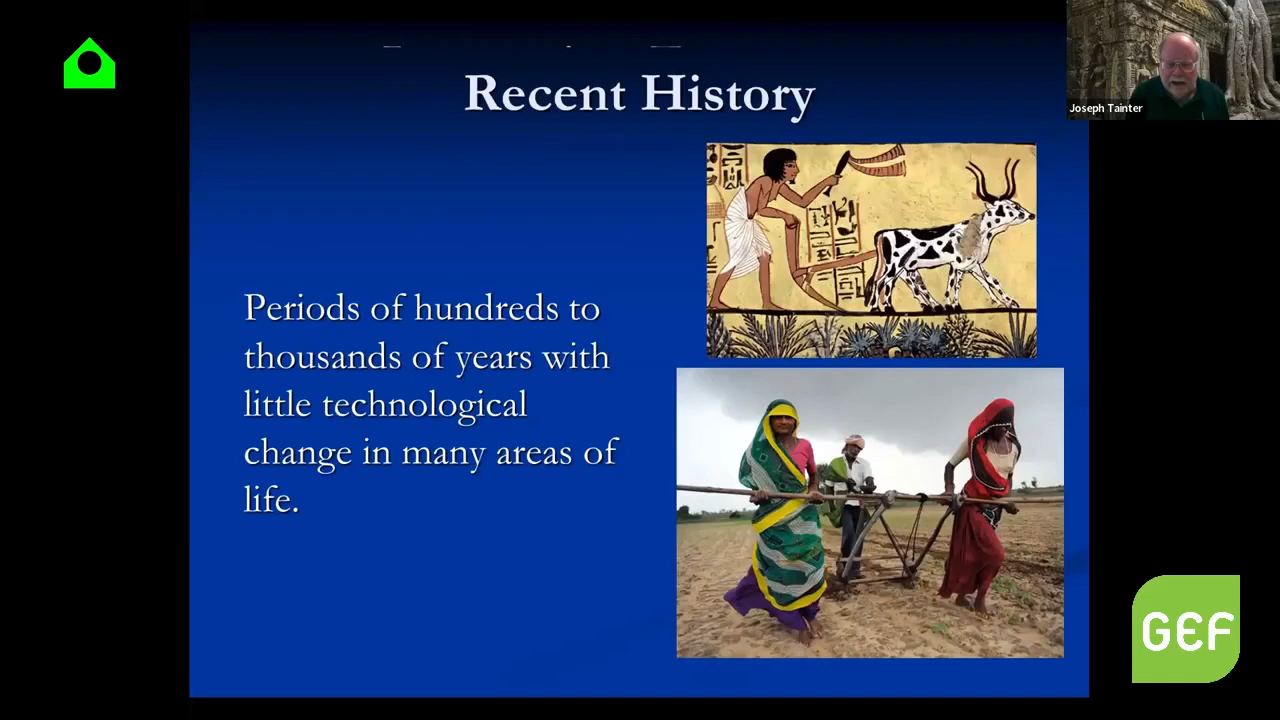 Recent History
Joseph Tainter
Periods of hundreds to
thousands of years with
little technological
change in many areas of
life.
GEF